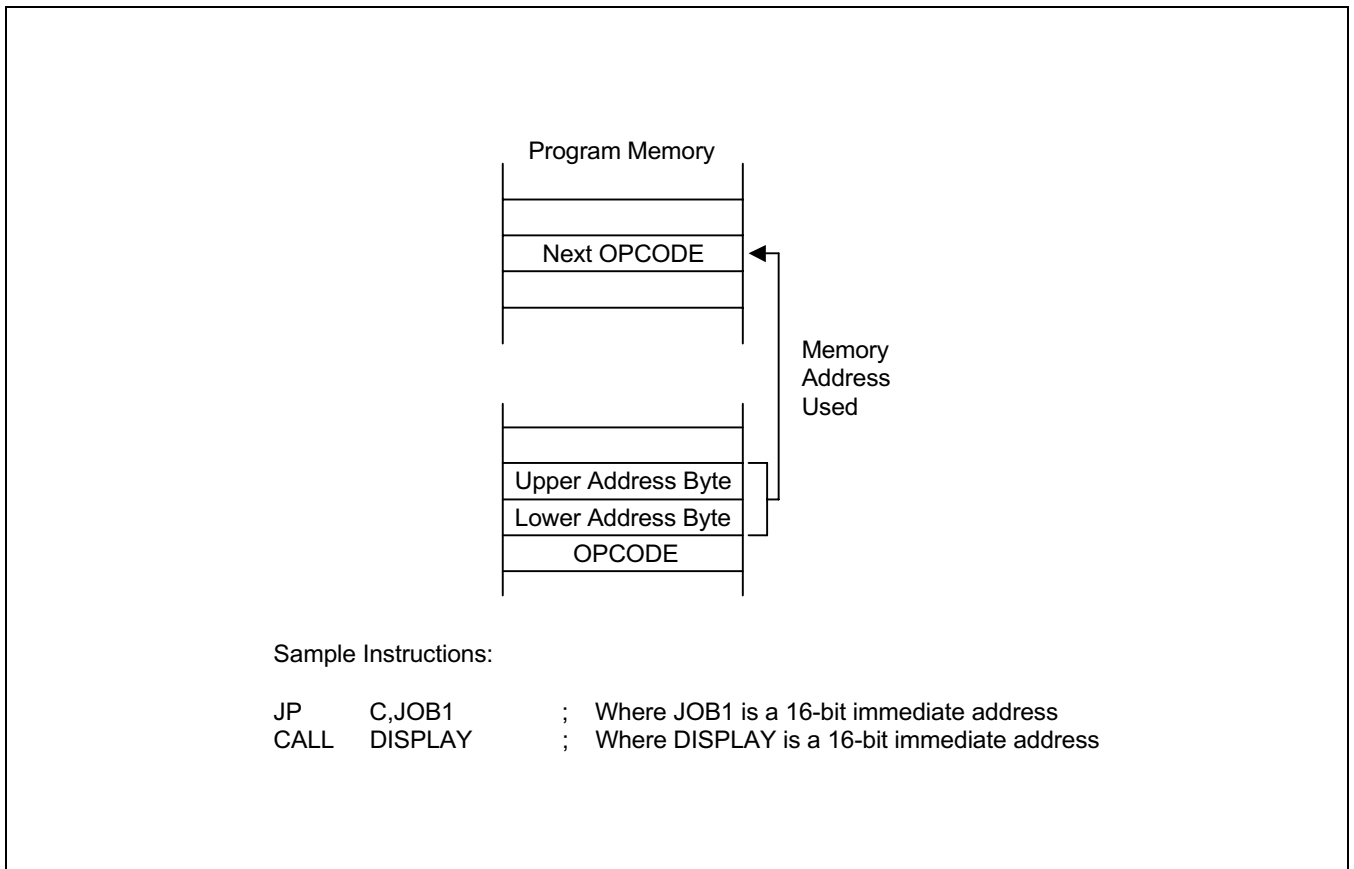 Program Memory
Next OPCODE
Memory
Address
Used
Upper Address Byte
Lower Address Byte
OPCODE
Sample Instructions:
JP C,JOB1 ; Where JOB1 is a 16-bit immediate address
CALL DISPLAY ; Where DISPLAY is a 16-bit immediate address